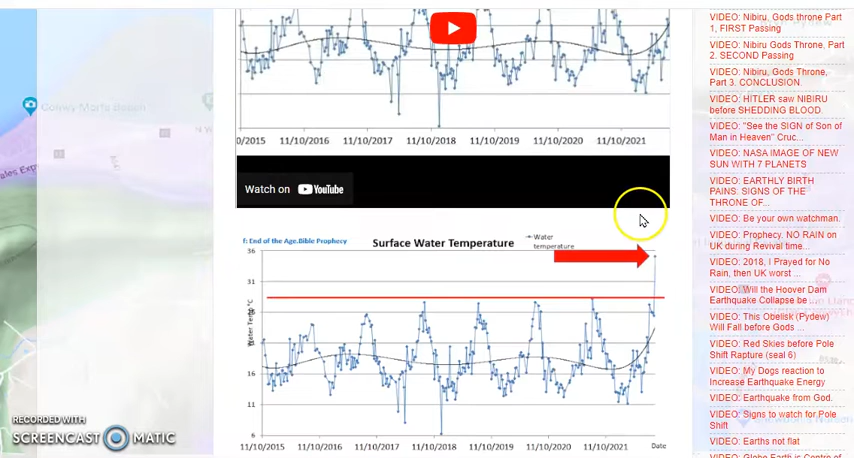 0/2015 11/10/2016 11/10/2017 11/10/2018 11/10/2019 11/10/2020 11/10/2021
Watch on YouTube
f: End of the Age.Bible Prophecy
Surface Water Temperature
Water
temperature
36
31
26
16
11
6
Water Temp °C
11/10/2015 11/10/2016 11/10/2017 11/10/2018 11/10/2019 11/10/2020 11/10/2021
Date
Conwy Morfa Beach
RECORDED WITH
SCREENCAST MATIC
VIDEO: Nibiru, Gods throne Part
1, FIRST Passing
VIDEO: Nibiru Gods Throne, Part
2. SECOND Passing
VIDEO: Nibiru, Gods Throne,
Part 3. CONCLUSION.
VIDEO: HITLER saw NIBIRU
before SHEDDING BLOOD.
VIDEO: "See the SIGN of Son of
Man in Heaven" Cruc...
VIDEO: NASA IMAGE OF NEW
SUN WITH 7 PLANETS
VIDEO: EARTHLY BIRTH
PAINS: SIGNS OF THE
THRONE OF...
VIDEO: Be your own watchman.
VIDEO: Prophecy. NO RAIN on
UK during Revival time...
VIDEO: 2018, I Prayed for No
Rain, then UK worst ...
VIDEO: Will the Hoover Dam
Earthquake Collapse be ...
VIDEO: This Obelisk (Pydew)
Will Fall before Gods ...
VIDEO: Red Skies before Pole
Shift Rapture (seal 6)
VIDEO: My Dogs reaction to
Increase Earthquake Energy
VIDEO: Earthquake from God.
VIDEO: Signs to watch for Pole
Shift
VIDEO: Earths not flat
VIDEO: Globe Earth is Centre of